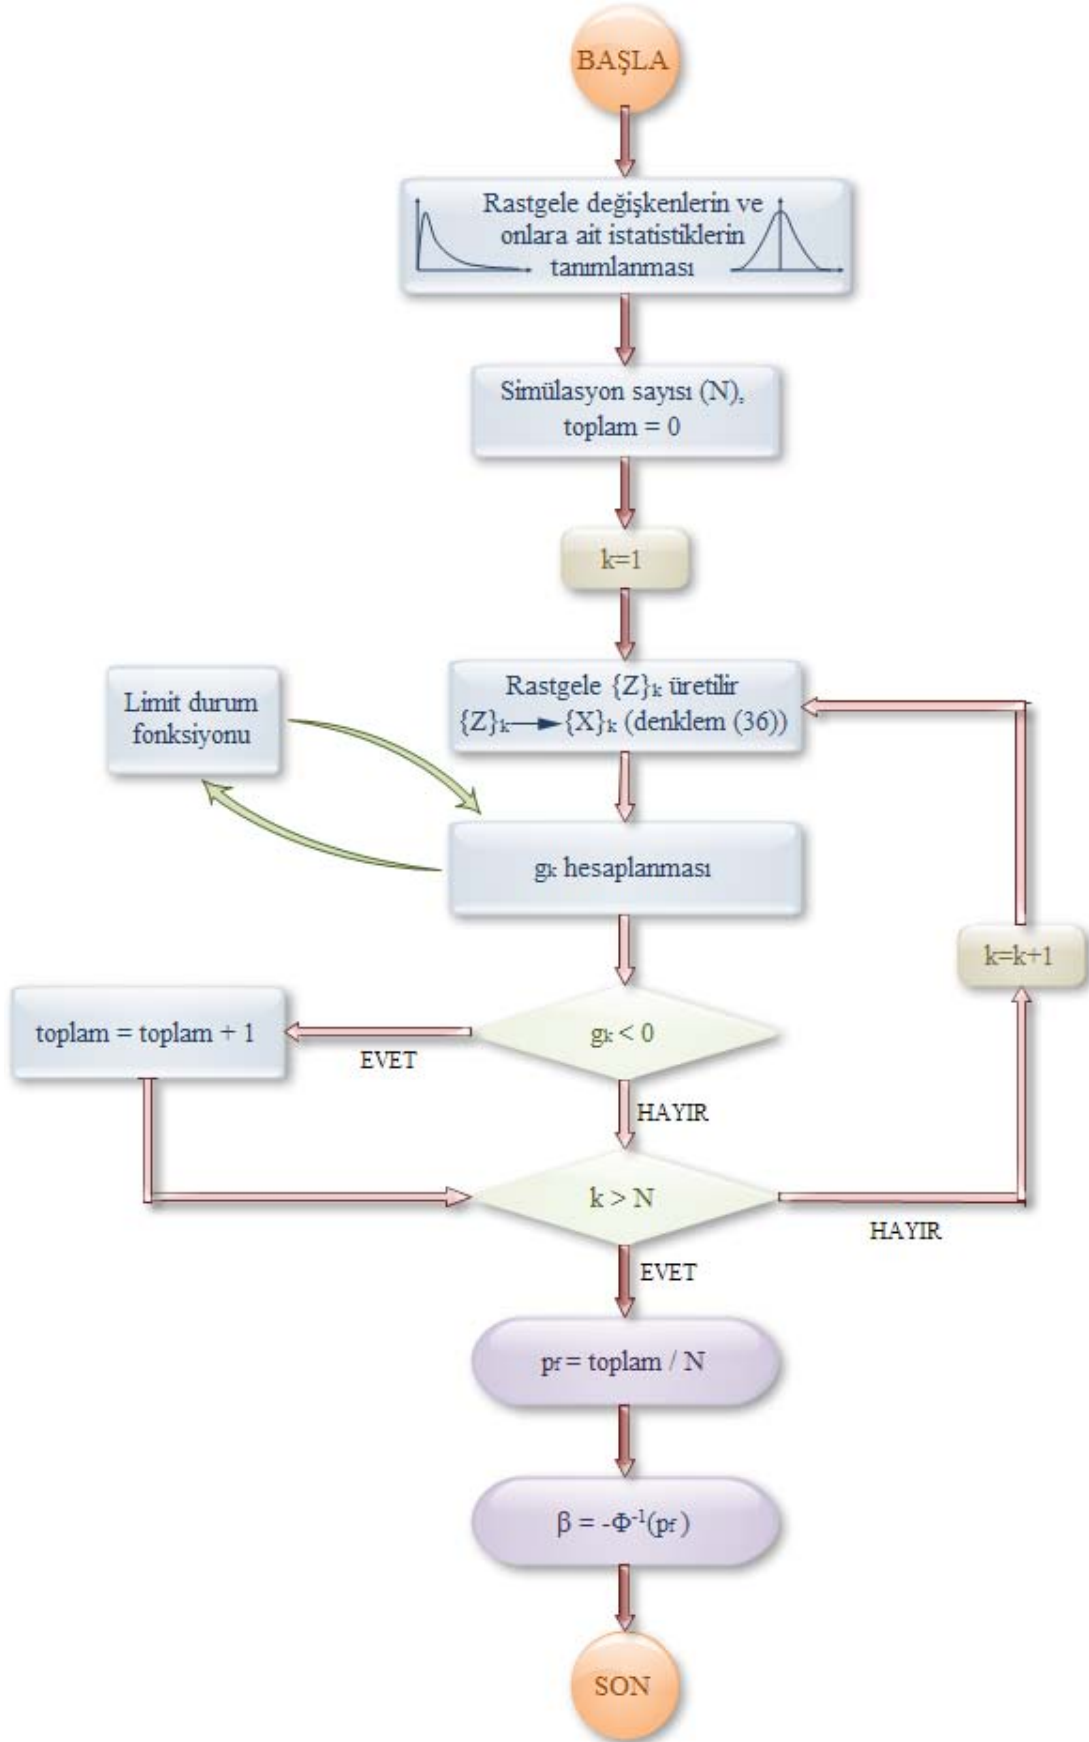 BAŞLA
Rastgele değişkenlerin ve
onlara ait istatistiklerin
tanımlanması
Simülasyon sayısı (N),
toplam = 0
k=1
Rastgele {Z}k üretilir
{Z}k→{X}k (denklem (36))
Limit durum
fonksiyonu
gk hesaplanması
k=k+1
gk < 0
toplam = toplam + 1
EVET
HAYIR
k > N
HAYIR
EVET
pf = toplam / N
β = -Φ⁻¹(pf )
SON